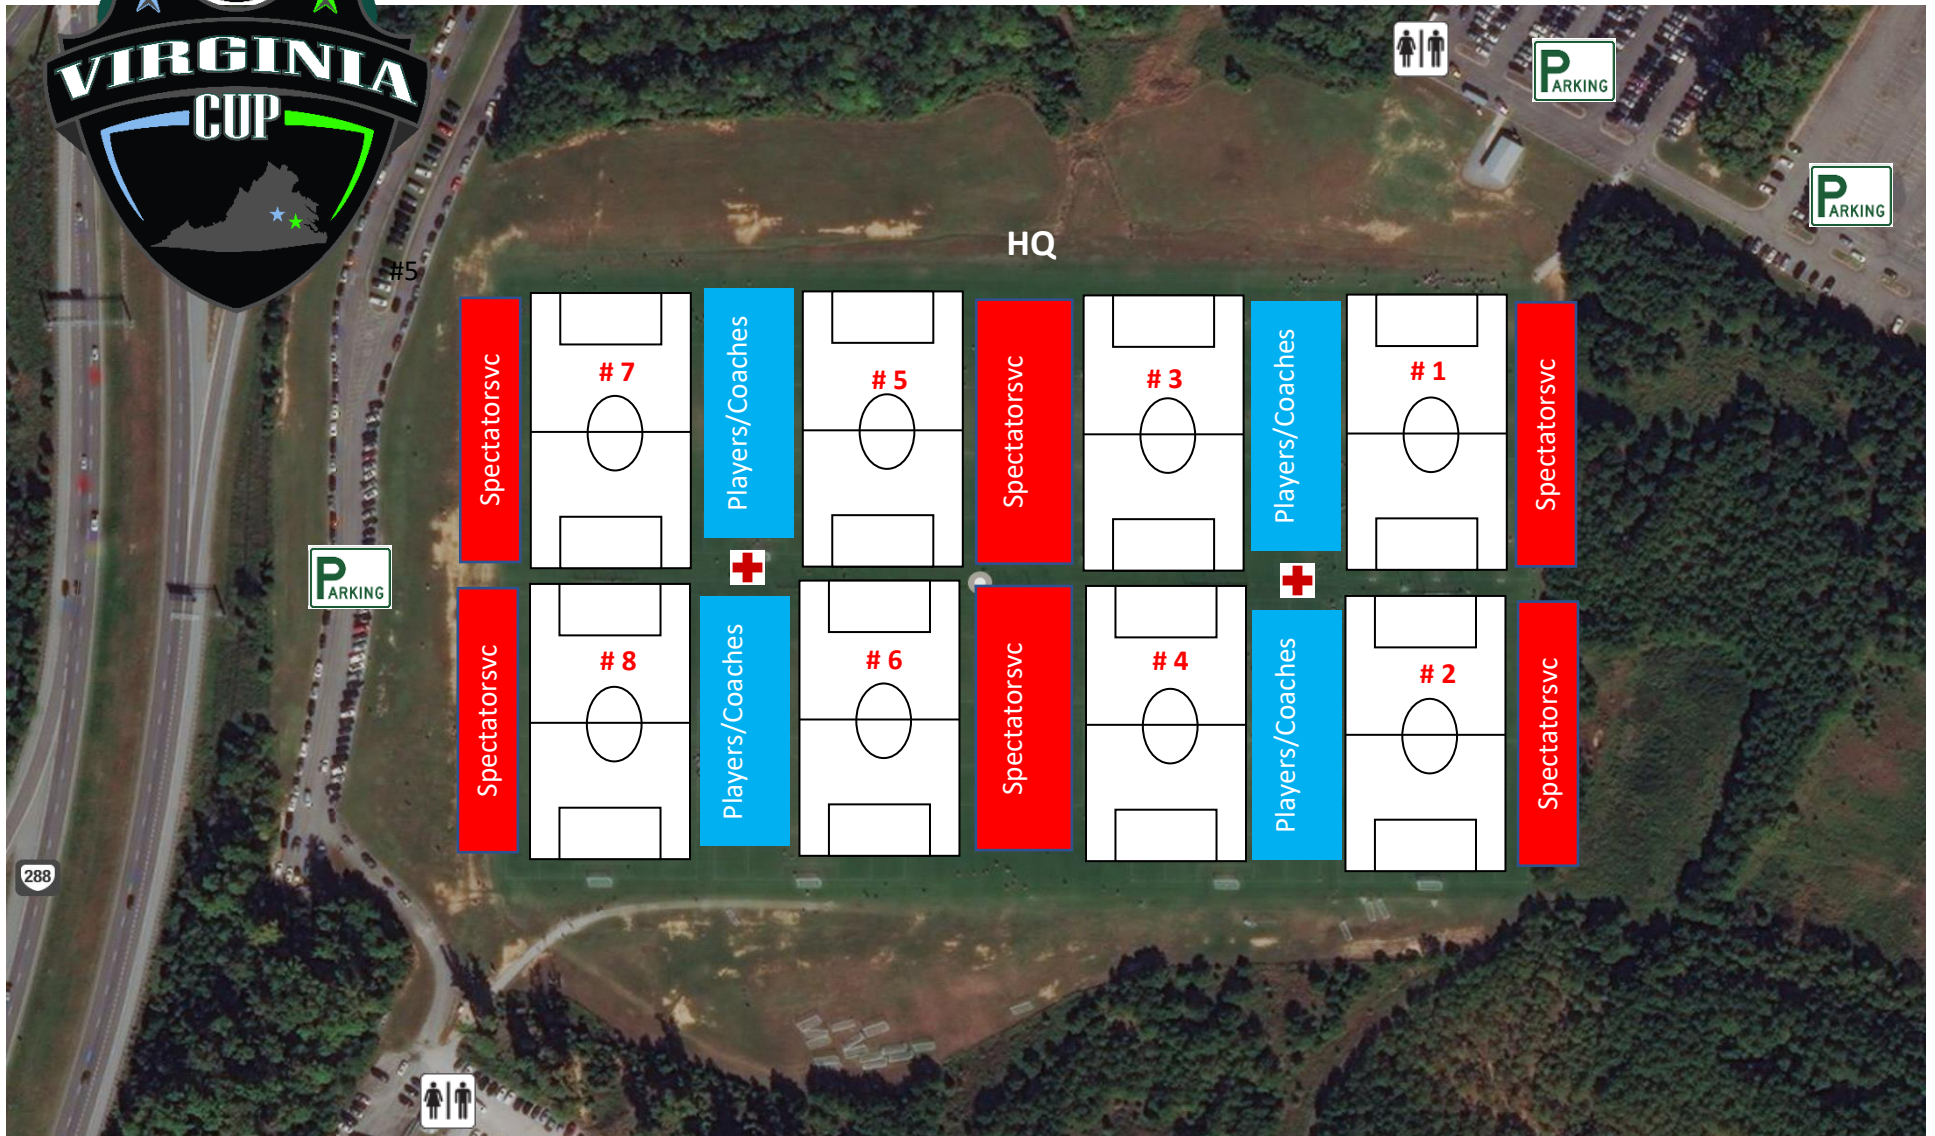 VIRGINIA
CUP
PARKING
PARKING
HQ
#5
Spectatorsvc
# 7
Players/Coaches
# 5
Spectatorsvc
# 3
Players/Coaches
# 1
Spectatorsvc
PARKING
Spectatorsvc
# 8
Players/Coaches
# 6
Spectatorsvc
# 4
Players/Coaches
# 2
Spectatorsvc
288